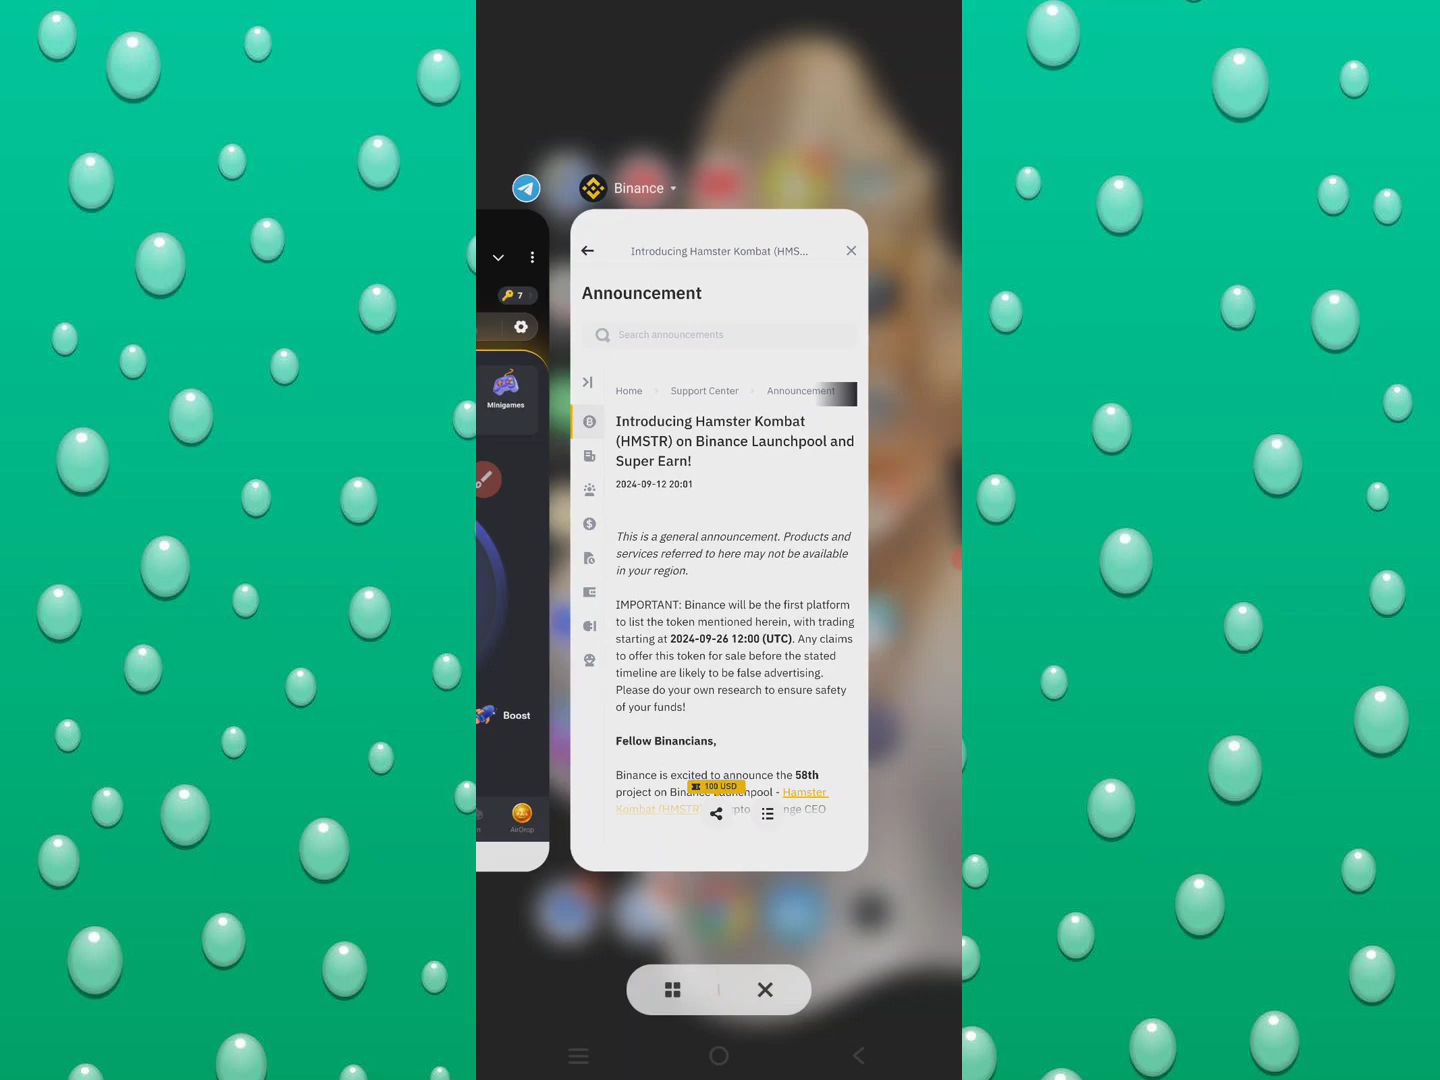 Binance
7
Minigames
Boost
AirDrop
Introducing Hamster Kombat (HMS...
Announcement
Search announcements
Home > Support Center > Announcement
Introducing Hamster Kombat
(HMSTR) on Binance Launchpool and
Super Earn!
2024-09-12 20:01
This is a general announcement. Products and
services referred to here may not be available
in your region.
IMPORTANT: Binance will be the first platform
to list the token mentioned herein, with trading
starting at 2024-09-26 12:00 (UTC). Any claims
to offer this token for sale before the stated
timeline are likely to be false advertising.
Please do your own research to ensure safety
of your funds!
Fellow Binancians,
Binance is excited to announce the 58th
100 USD
project on Binance Launchpool - Hamster
Kombat (HMSTR) CEO